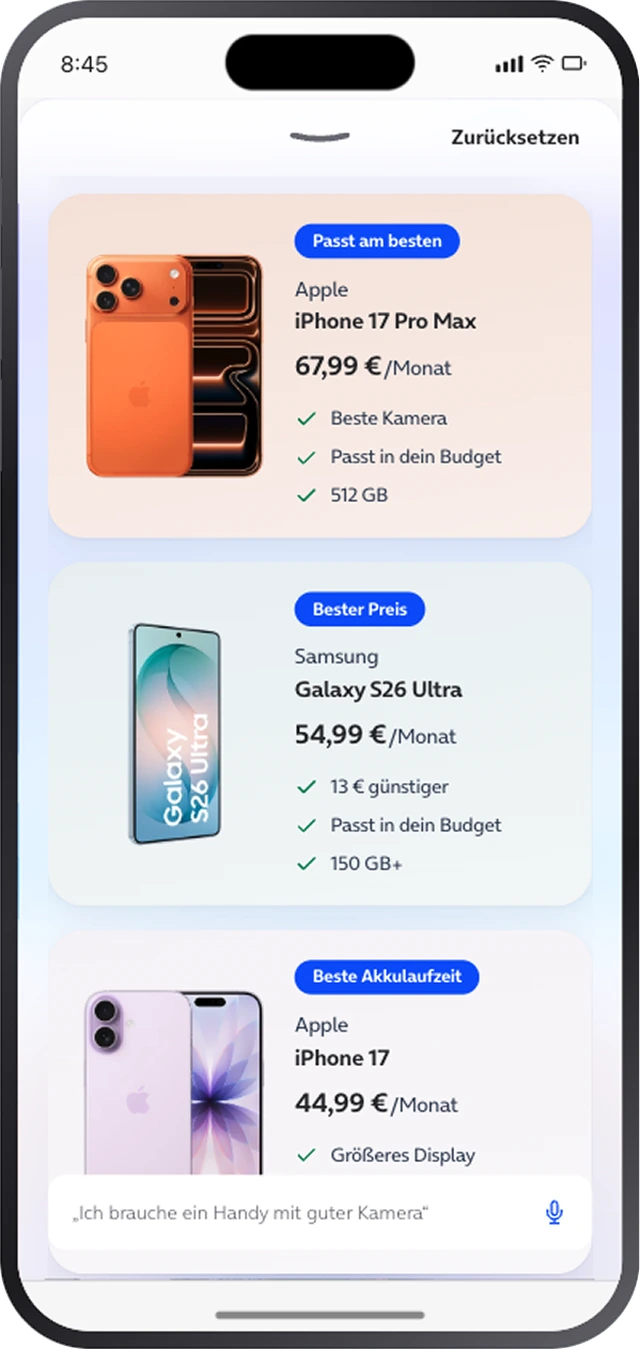 8:45
Zurücksetzen
Passt am besten
Apple
iPhone 17 Pro Max
67,99 €/Monat
Beste Kamera
Passt in dein Budget
512 GB
Bester Preis
Samsung
Galaxy S26 Ultra
54,99 €/Monat
13 € günstiger
Passt in dein Budget
150 GB+
Galaxy
S26 Ultra
Beste Akkulaufzeit
Apple
iPhone 17
44,99 €/Monat
Größeres Display
„Ich brauche ein Handy mit guter Kamera“